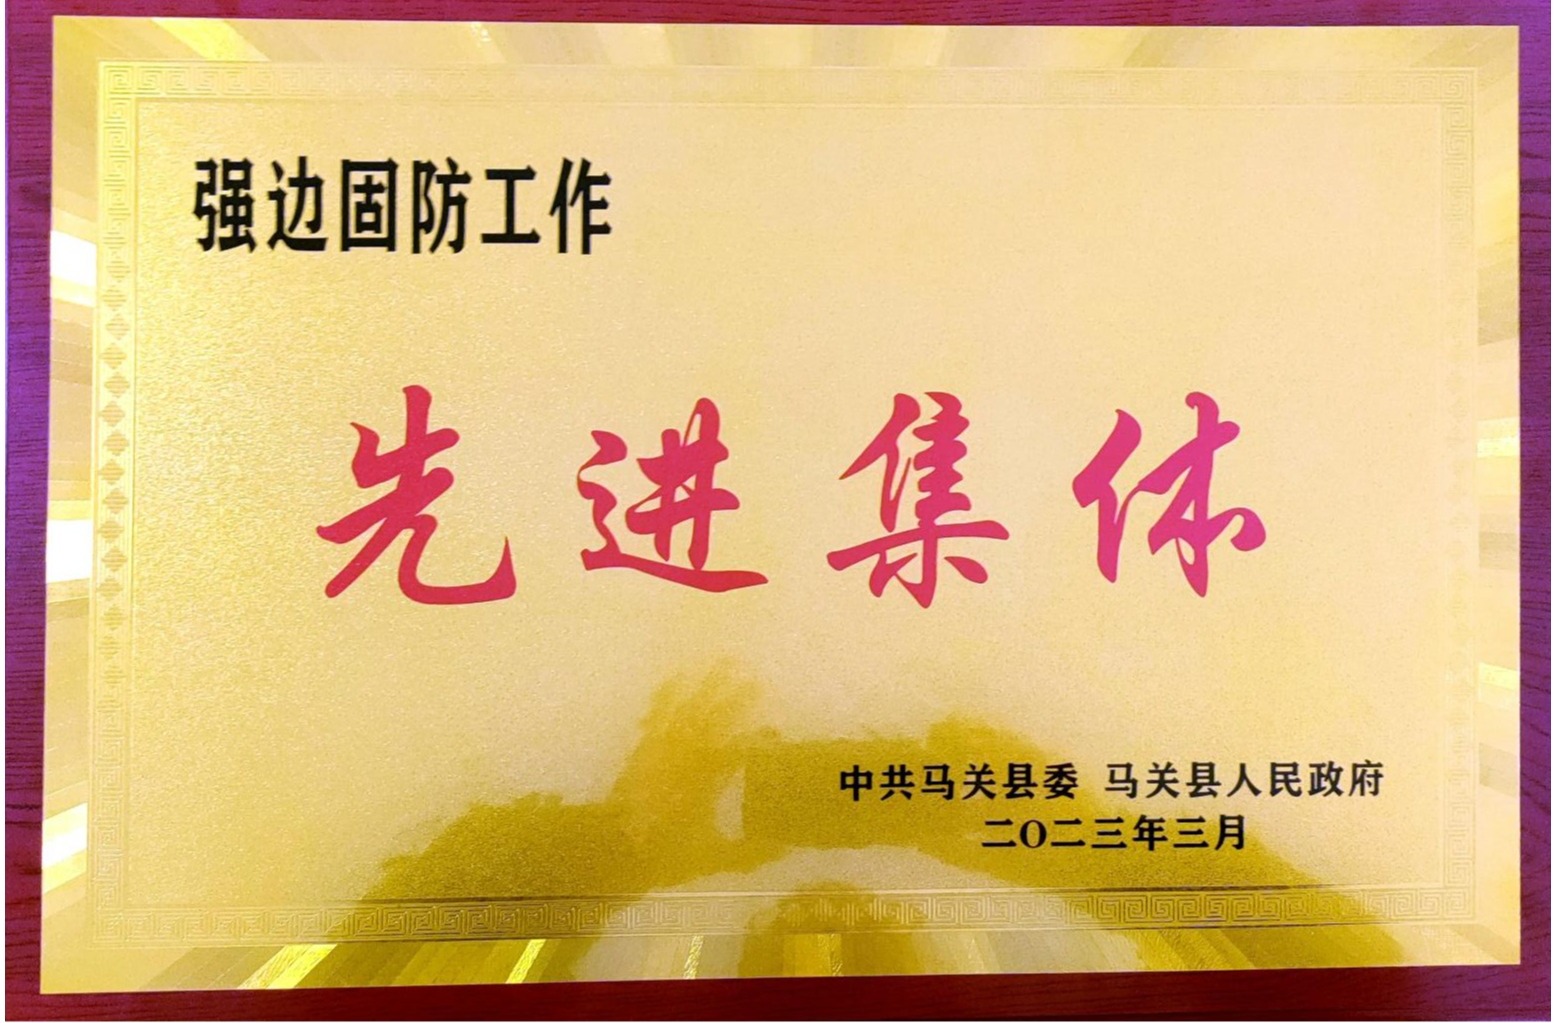 强边固防工作
先进集体
中共马关县委 马关县人民政府
二〇二三年三月